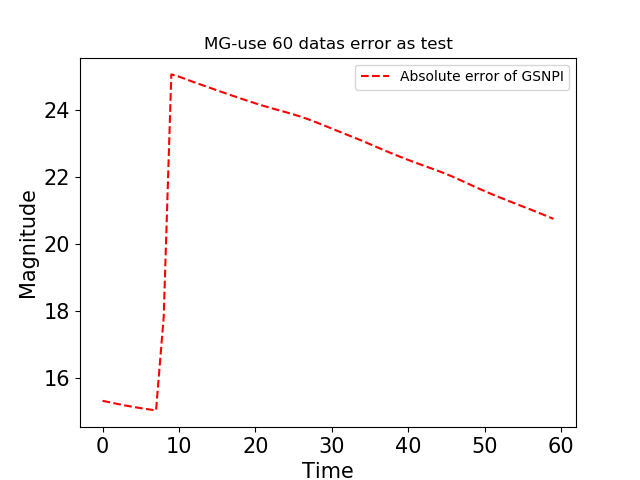 MG-use 60 datas error as test
Absolute error of GSNPI
24
22
20
18
16
Magnitude
0 10 20 30 40 50 60
Time